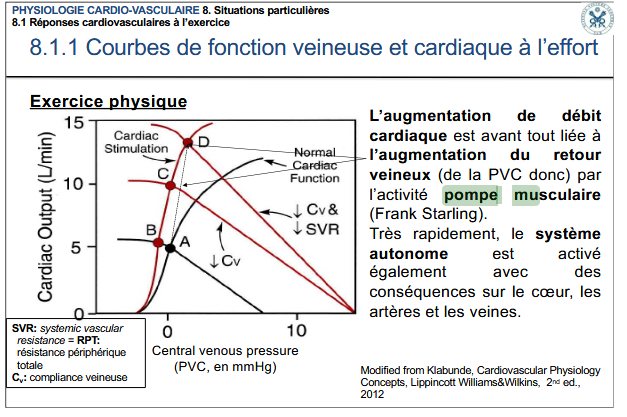 PHYSIOLOGIE CARDIO-VASCULAIRE 8. Situations particulières
8.1 Réponses cardiovasculaires à l'exercice
8.1.1 Courbes de fonction veineuse et cardiaque à l'effort
Exercice physique
Cardiac Output (L/min)
15
10
5
0
10
Cardiac
Stimulation
D
C
B
A
Normal
Cardiac
Function
↓ Cv &
↓ SVR
↓ Cv
Central venous pressure
(PVC, en mmHg)
SVR: systemic vascular
resistance = RPT:
résistance périphérique
totale
Cv: compliance veineuse
L'augmentation de débit
cardiaque est avant tout liée à
l'augmentation du retour
veineux (de la PVC donc) par
l'activité pompe musculaire
(Frank Starling).
Très rapidement, le système
autonome est activé
également avec des
conséquences sur le cœur, les
artères et les veines.
Modified from Klabunde, Cardiovascular Physiology
Concepts, Lippincott Williams&Wilkins, 2nd ed.,
2012